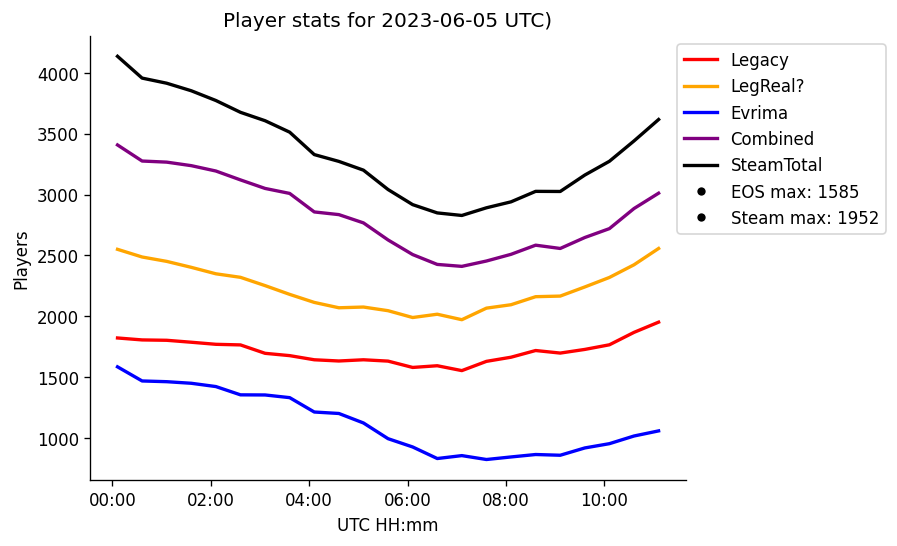 Player stats for 2023-06-05 UTC)
Legacy
LegReal?
Evrima
Combined
SteamTotal
EOS max: 1585
Steam max: 1952
Players
4000
3500
3000
2500
2000
1500
1000
00:00 02:00 04:00 06:00 08:00 10:00
UTC HH:mm